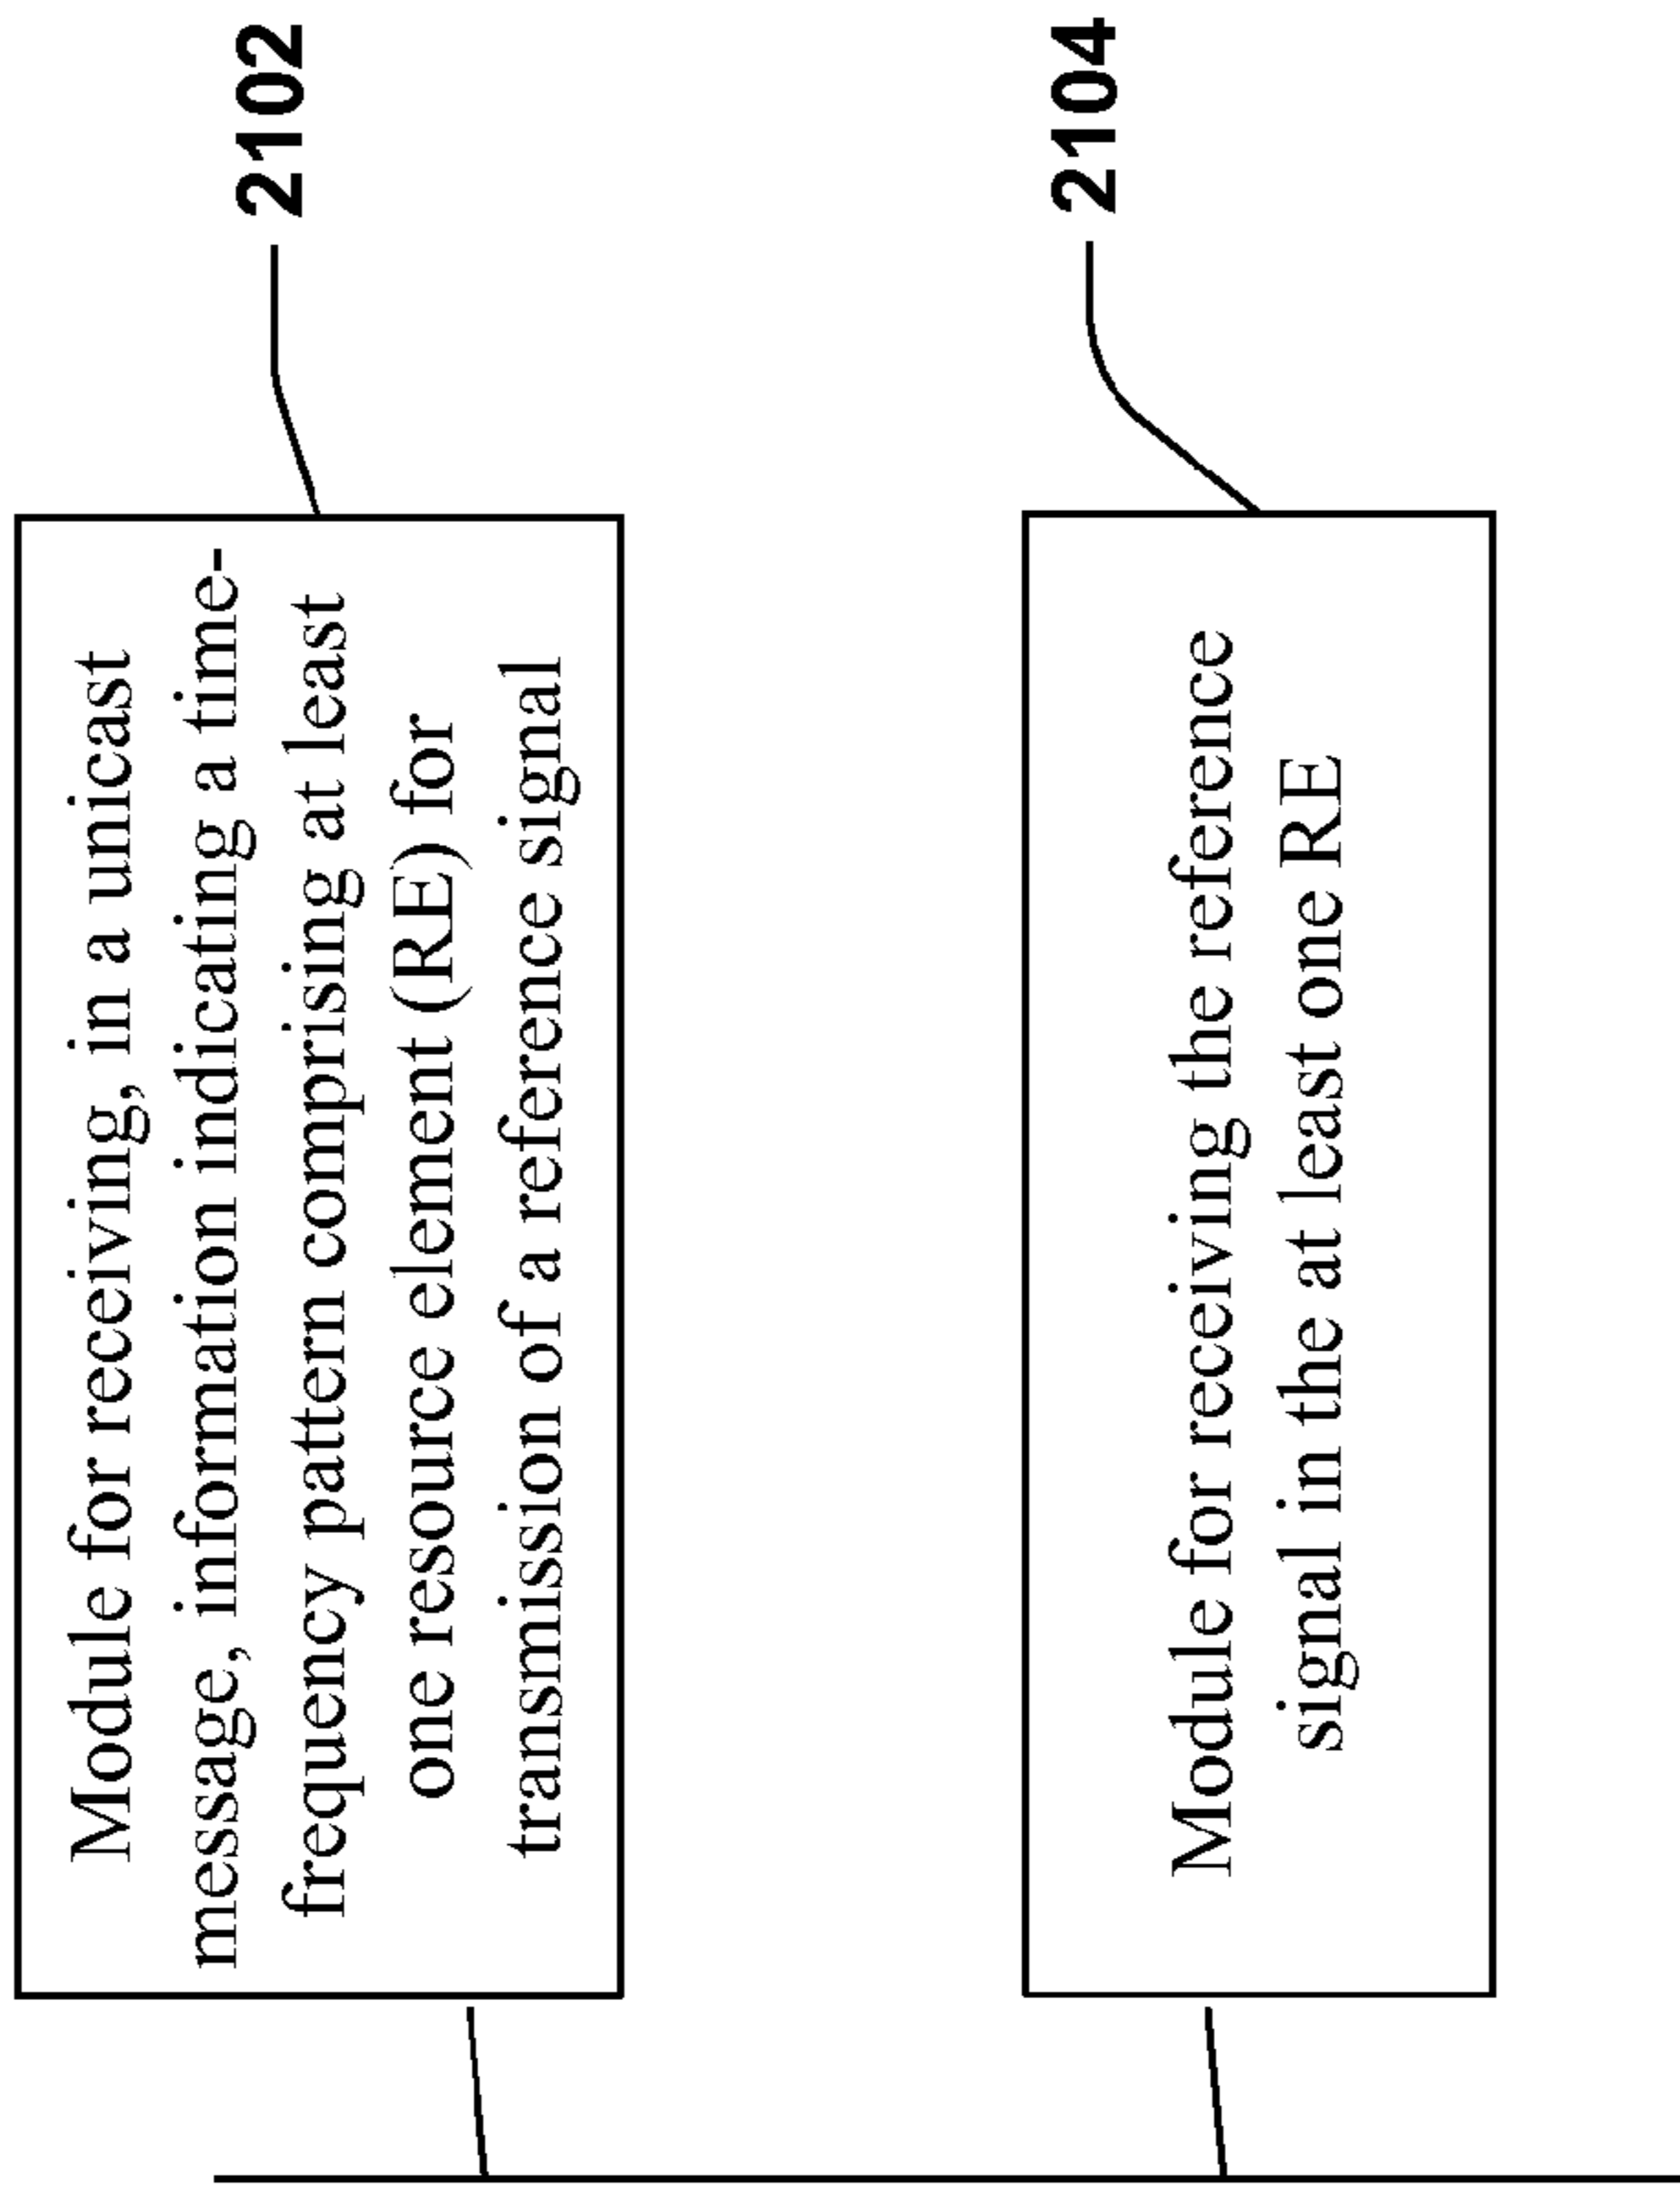 Module for receiving, in a unicast
message, information indicating a time-
frequency pattern comprising at least
one resource element (RE) for
transmission of a reference signal
2102
Module for receiving the reference
signal in the at least one RE
2104